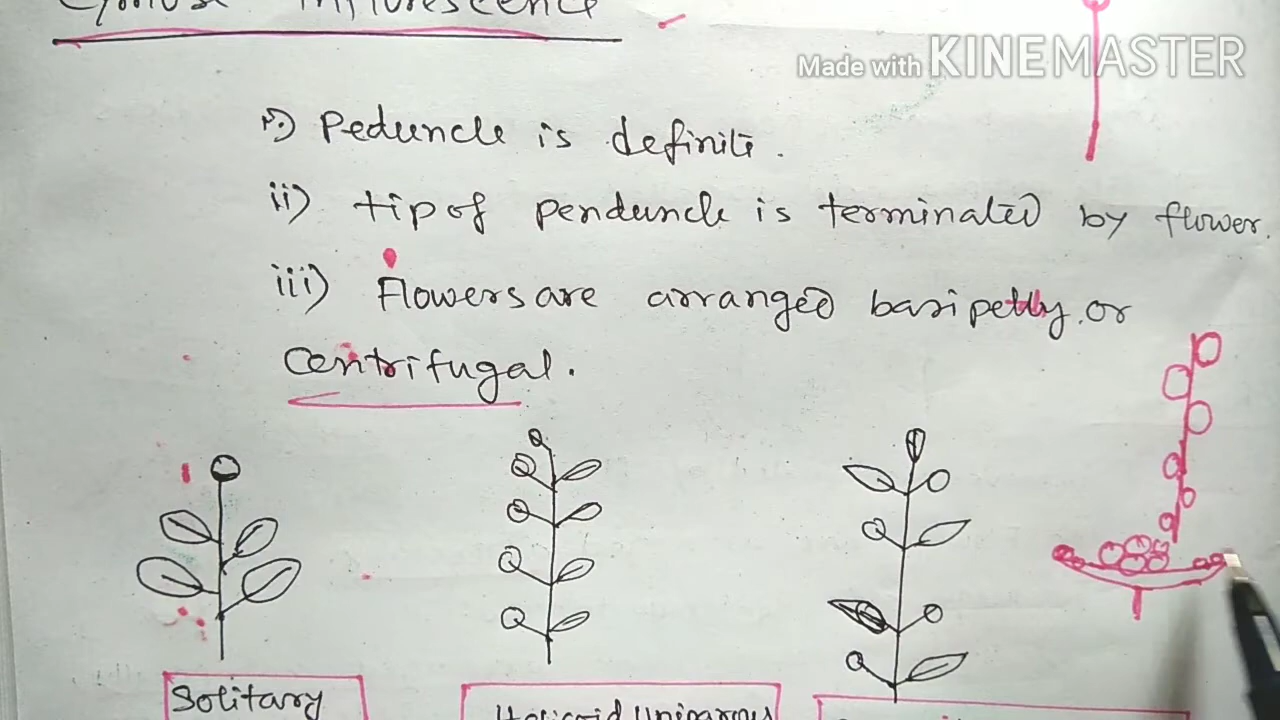 Made with KINEMASTER
i) Peduncle is definite.
ii) tip of penduncle is terminated by flower.
iii) Flowers are arranged basipetly or
Centrifugal.
Solitary